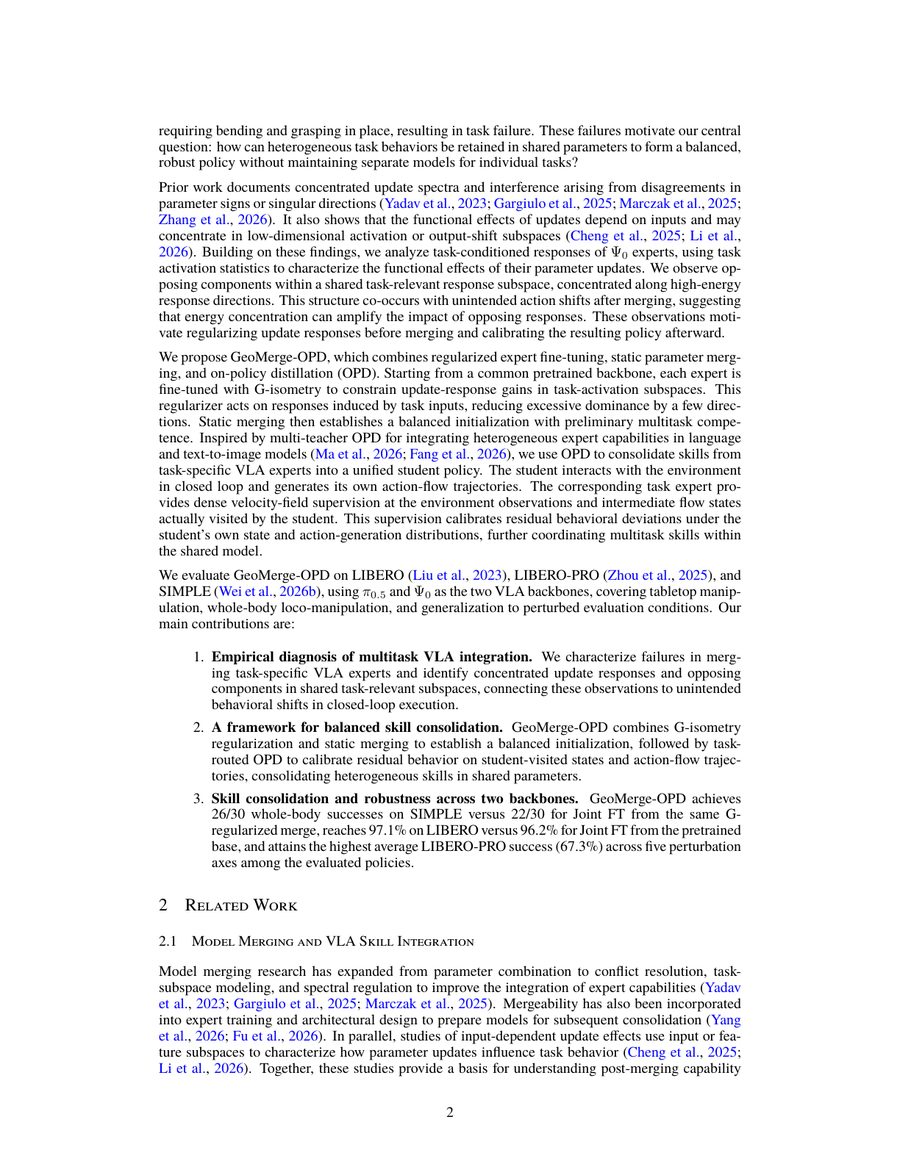 requiring bending and grasping in place, resulting in task failure. These failures motivate our central
question: how can heterogeneous task behaviors be retained in shared parameters to form a balanced,
robust policy without maintaining separate models for individual tasks?
Prior work documents concentrated update spectra and interference arising from disagreements in
parameter signs or singular directions (Yadav et al., 2023; Gargiulo et al., 2025; Marczak et al., 2025;
Zhang et al., 2026). It also shows that the functional effects of updates depend on inputs and may
concentrate in low-dimensional activation or output-shift subspaces (Cheng et al., 2025; Li et al.,
2026). Building on these findings, we analyze task-conditioned responses of Ψ₀ experts, using task
activation statistics to characterize the functional effects of their parameter updates. We observe op-
posing components within a shared task-relevant response subspace, concentrated along high-energy
response directions. This structure co-occurs with unintended action shifts after merging, suggesting
that energy concentration can amplify the impact of opposing responses. These observations moti-
vate regularizing update responses before merging and calibrating the resulting policy afterward.
We propose GeoMerge-OPD, which combines regularized expert fine-tuning, static parameter merg-
ing, and on-policy distillation (OPD). Starting from a common pretrained backbone, each expert is
fine-tuned with G-isometry to constrain update-response gains in task-activation subspaces. This
regularizer acts on responses induced by task inputs, reducing excessive dominance by a few direc-
tions. Static merging then establishes a balanced initialization with preliminary multitask compe-
tence. Inspired by multi-teacher OPD for integrating heterogeneous expert capabilities in language
and text-to-image models (Ma et al., 2026; Fang et al., 2026), we use OPD to consolidate skills from
task-specific VLA experts into a unified student policy. The student interacts with the environment
in closed loop and generates its own action-flow trajectories. The corresponding task expert pro-
vides dense velocity-field supervision at the environment observations and intermediate flow states
actually visited by the student. This supervision calibrates residual behavioral deviations under the
student's own state and action-generation distributions, further coordinating multitask skills within
the shared model.
We evaluate GeoMerge-OPD on LIBERO (Liu et al., 2023), LIBERO-PRO (Zhou et al., 2025), and
SIMPLE (Wei et al., 2026b), using π₀.₅ and Ψ₀ as the two VLA backbones, covering tabletop manip-
ulation, whole-body loco-manipulation, and generalization to perturbed evaluation conditions. Our
main contributions are:
1. Empirical diagnosis of multitask VLA integration. We characterize failures in merg-
ing task-specific VLA experts and identify concentrated update responses and opposing
components in shared task-relevant subspaces, connecting these observations to unintended
behavioral shifts in closed-loop execution.
2. A framework for balanced skill consolidation. GeoMerge-OPD combines G-isometry
regularization and static merging to establish a balanced initialization, followed by task-
routed OPD to calibrate residual behavior on student-visited states and action-flow trajec-
tories, consolidating heterogeneous skills in shared parameters.
3. Skill consolidation and robustness across two backbones. GeoMerge-OPD achieves
26/30 whole-body successes on SIMPLE versus 22/30 for Joint FT from the same G-
regularized merge, reaches 97.1% on LIBERO versus 96.2% for Joint FT from the pretrained
base, and attains the highest average LIBERO-PRO success (67.3%) across five perturbation
axes among the evaluated policies.
2 RELATED WORK
2.1 MODEL MERGING AND VLA SKILL INTEGRATION
Model merging research has expanded from parameter combination to conflict resolution, task-
subspace modeling, and spectral regulation to improve the integration of expert capabilities (Yadav
et al., 2023; Gargiulo et al., 2025; Marczak et al., 2025). Mergeability has also been incorporated
into expert training and architectural design to prepare models for subsequent consolidation (Yang
et al., 2026; Fu et al., 2026). In parallel, studies of input-dependent update effects use input or fea-
ture subspaces to characterize how parameter updates influence task behavior (Cheng et al., 2025;
Li et al., 2026). Together, these studies provide a basis for understanding post-merging capability
2